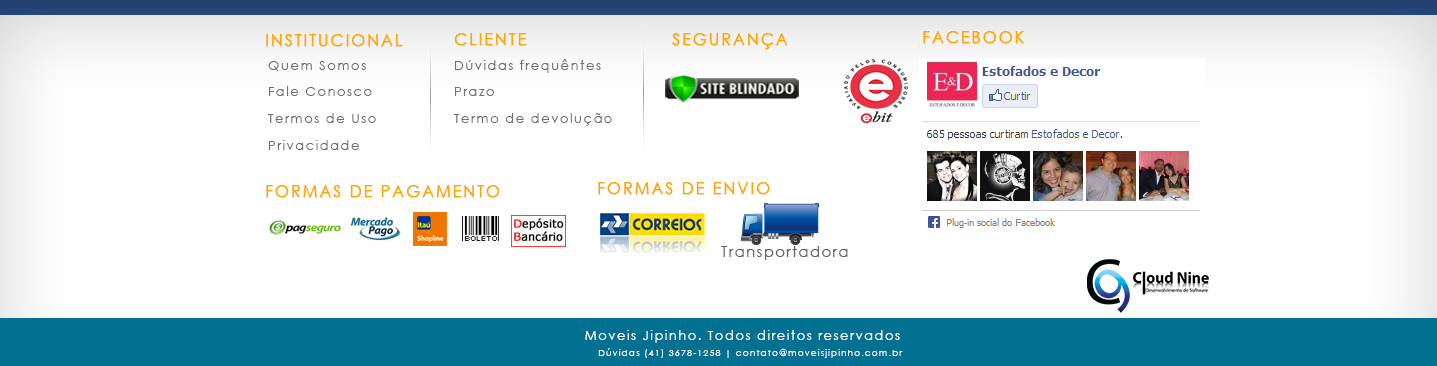 INSTITUCIONAL
Quem Somos
Fale Conosco
Termos de Uso
Privacidade
CLIENTE
Dúvidas frequêntes
Prazo
Termo de devolução
SEGURANÇA
SITE BLINDADO
AVALIADO PELOS CONSUMIDORES
e
ebit
FACEBOOK
E&D
ESTOFADOS E DECOR
Estofados e Decor
Curtir
685 pessoas curtiram Estofados e Decor.
Plug-in social do Facebook
FORMAS DE PAGAMENTO
pagseguro
Mercado
Pago
Itaú
Shopline
BOLETO
Depósito
Bancário
FORMAS DE ENVIO
CORREIOS
Transportadora
Cloud Nine
Desenvolvimento de Software
Moveis Jipinho. Todos direitos reservados
Dúvidas (41) 3678-1258 | contato@moveisjipinho.com.br